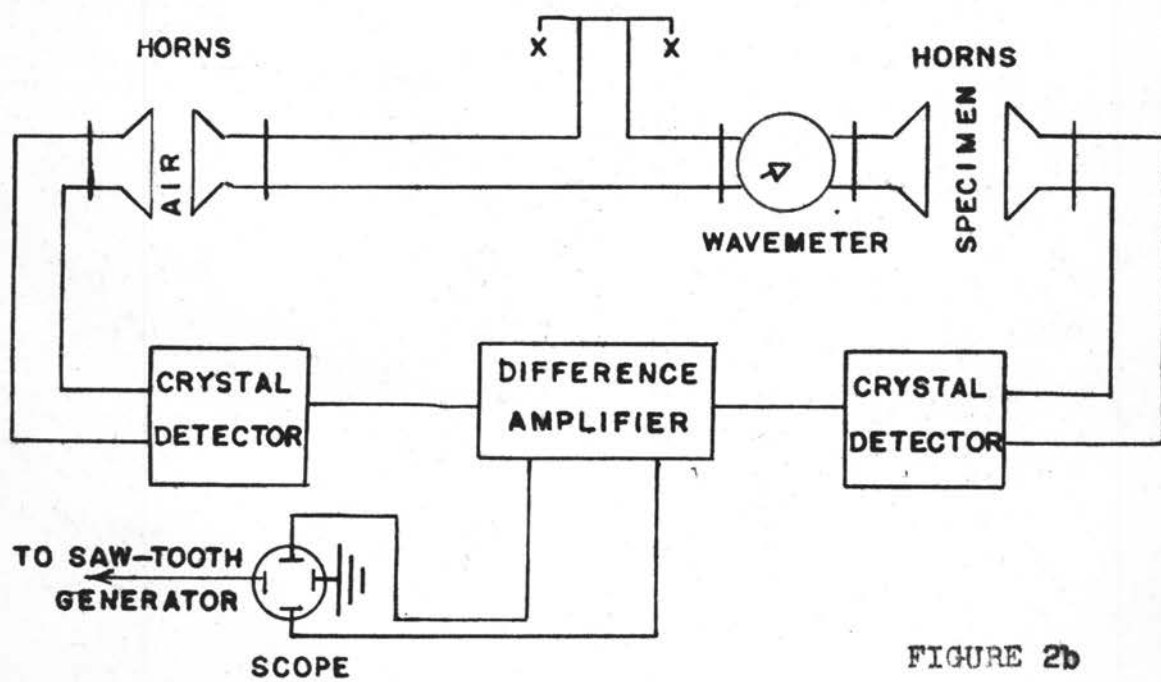 HORNS
X X
HORNS
AIR
SPECIMEN
WAVEMETER
CRYSTAL
DETECTOR
DIFFERENCE
AMPLIFIER
CRYSTAL
DETECTOR
TO SAW-TOOTH
GENERATOR
SCOPE
FIGURE 2b